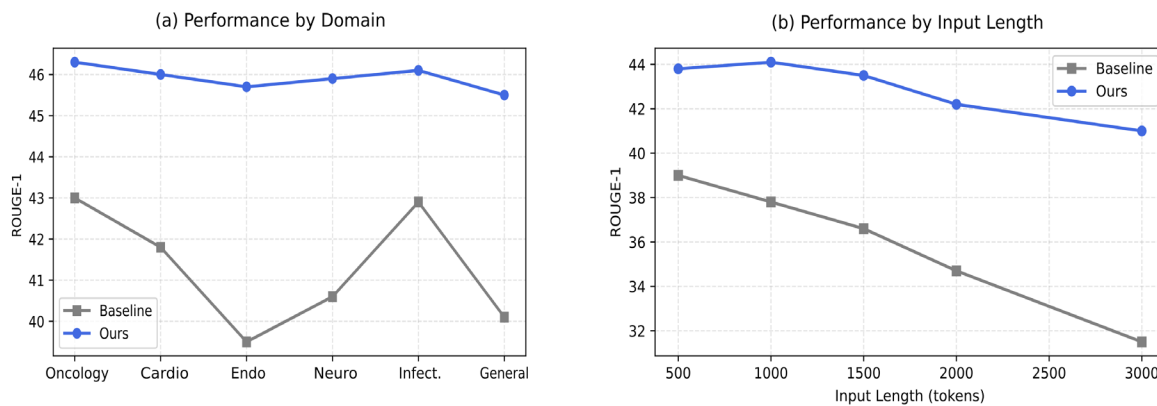 (a) Performance by Domain
ROUGE-1
46
45
44
43
42
41
40
Baseline
Ours
Oncology Cardio Endo Neuro Infect. General
(b) Performance by Input Length
ROUGE-1
44
42
40
38
36
34
32
Baseline
Ours
500 1000 1500 2000 2500 3000
Input Length (tokens)